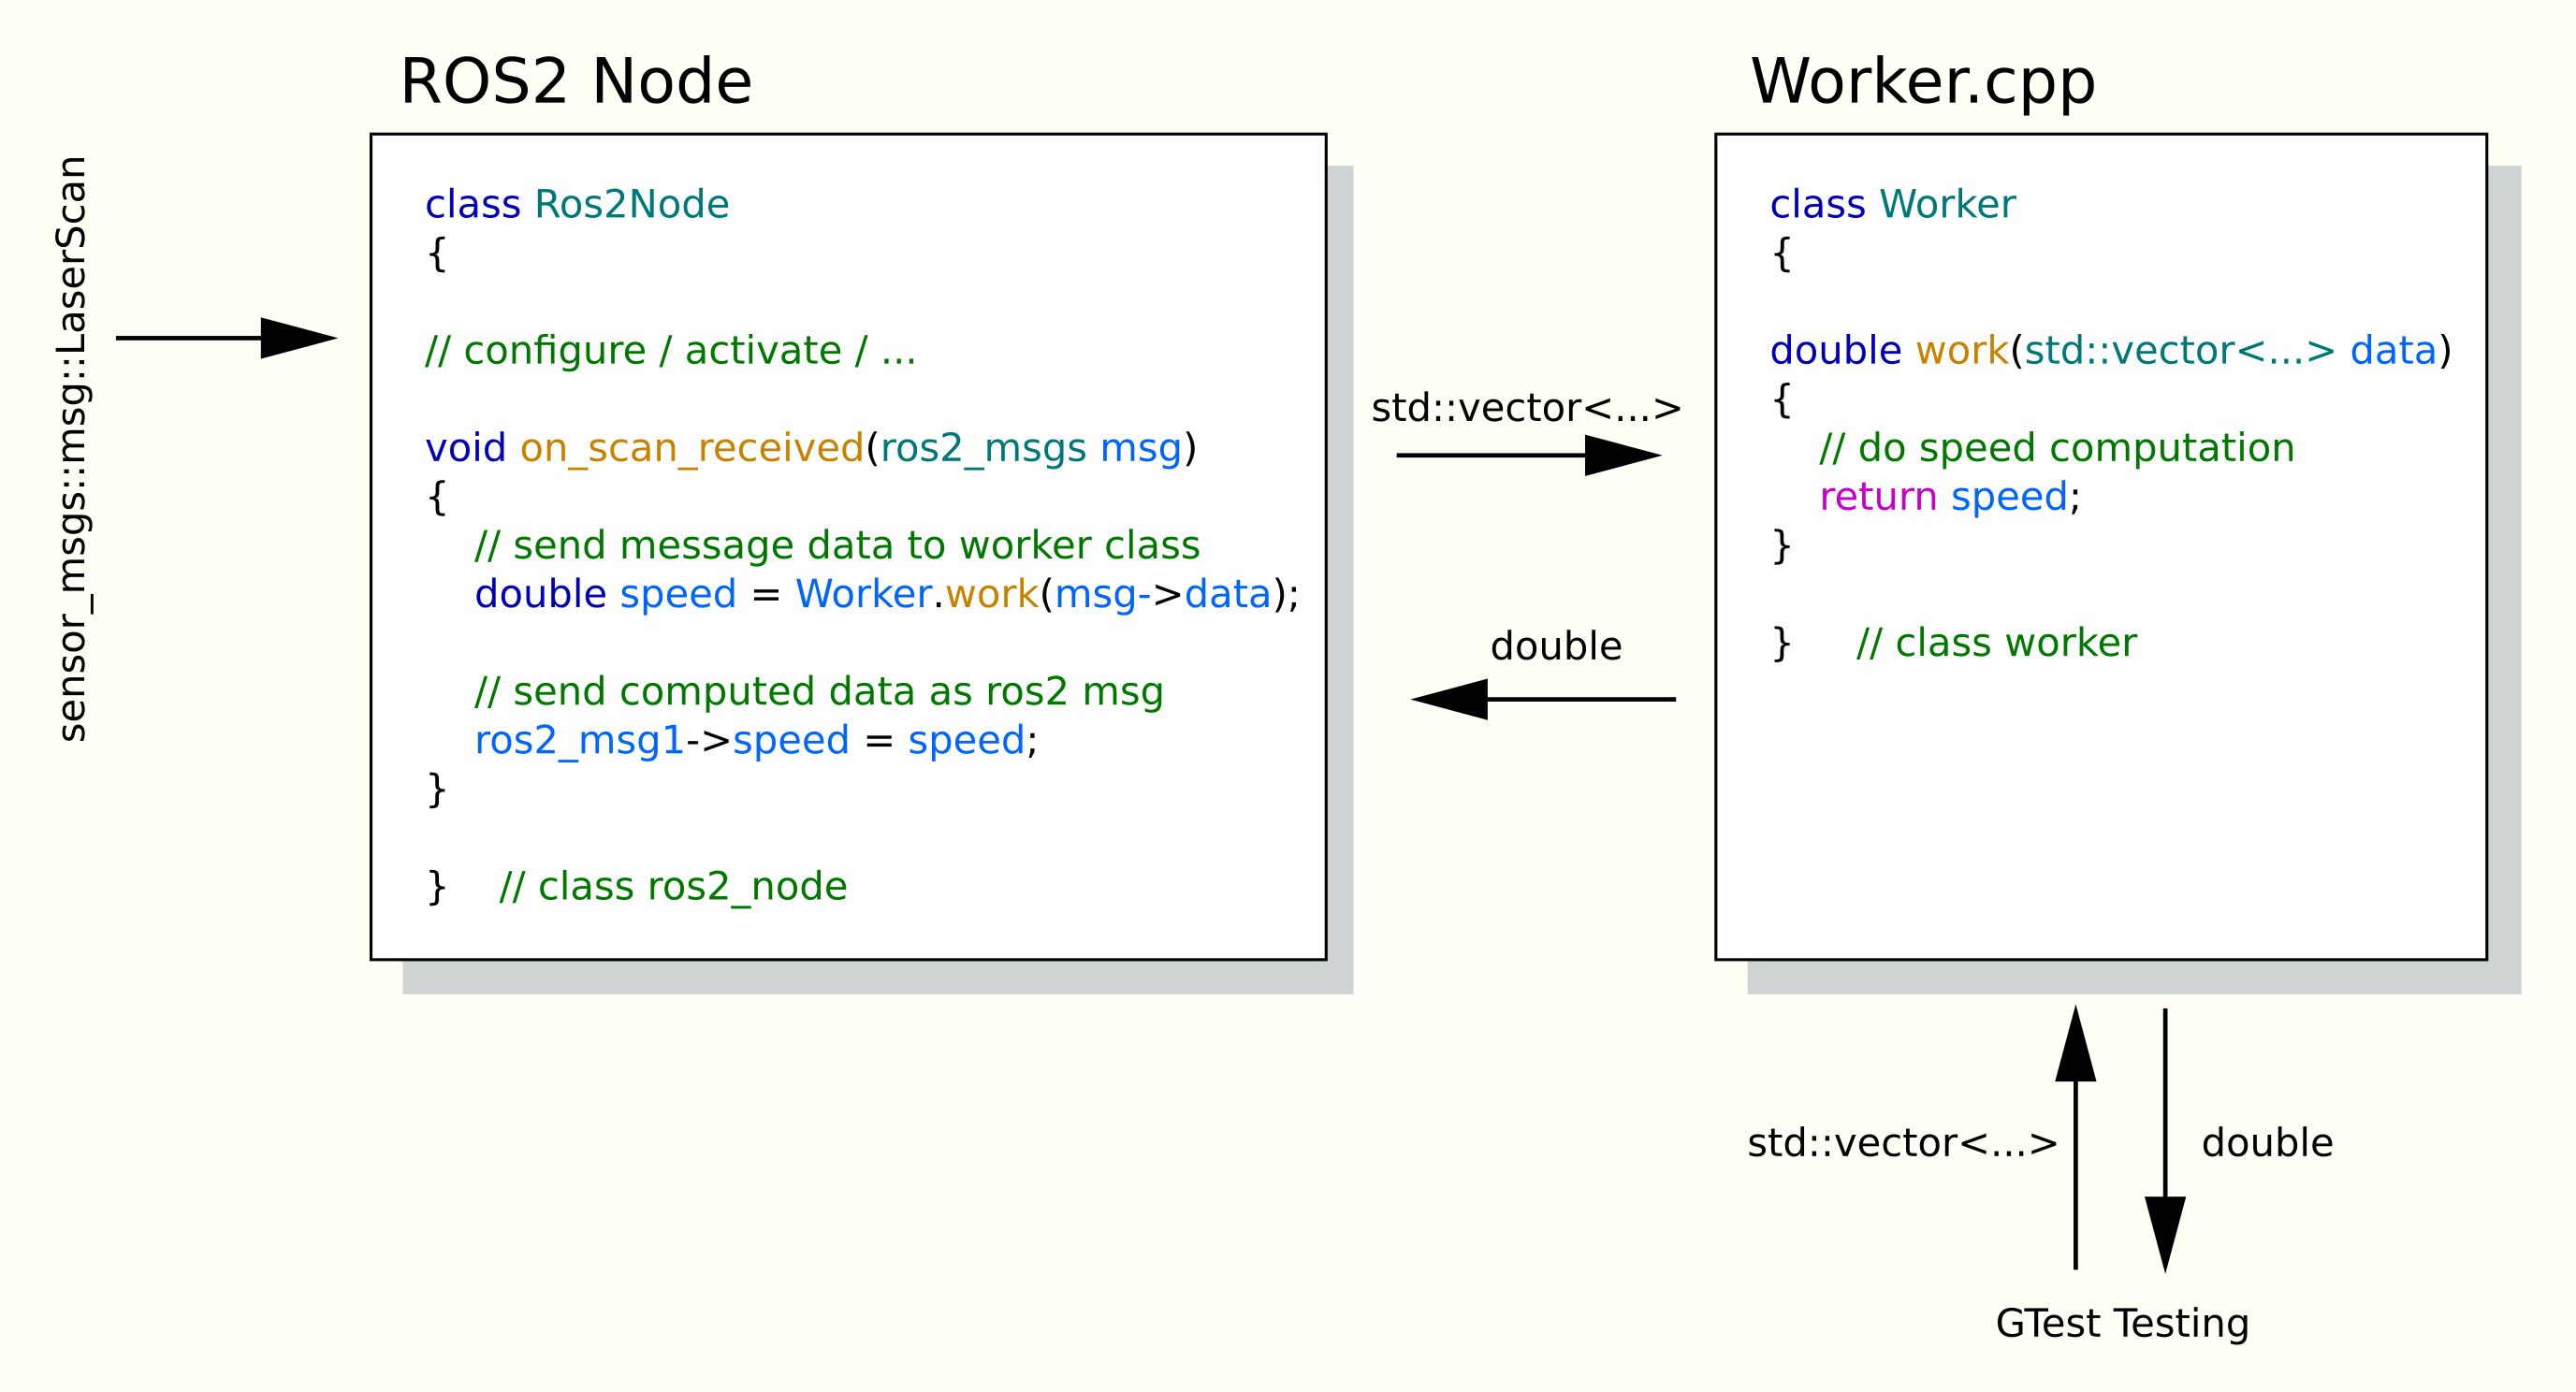 sensor_msgs::msg::LaserScan
ROS2 Node
class Ros2Node
{
// configure / activate / ...
void on_scan_received(ros2_msgs msg)
{
// send message data to worker class
double speed = Worker.work(msg->data);
// send computed data as ros2 msg
ros2_msg1->speed = speed;
}
} // class ros2_node
std::vector<...>
double
Worker.cpp
class Worker
{
double work(std::vector<...> data)
{
// do speed computation
return speed;
}
} // class worker
std::vector<...>
double
GTest Testing